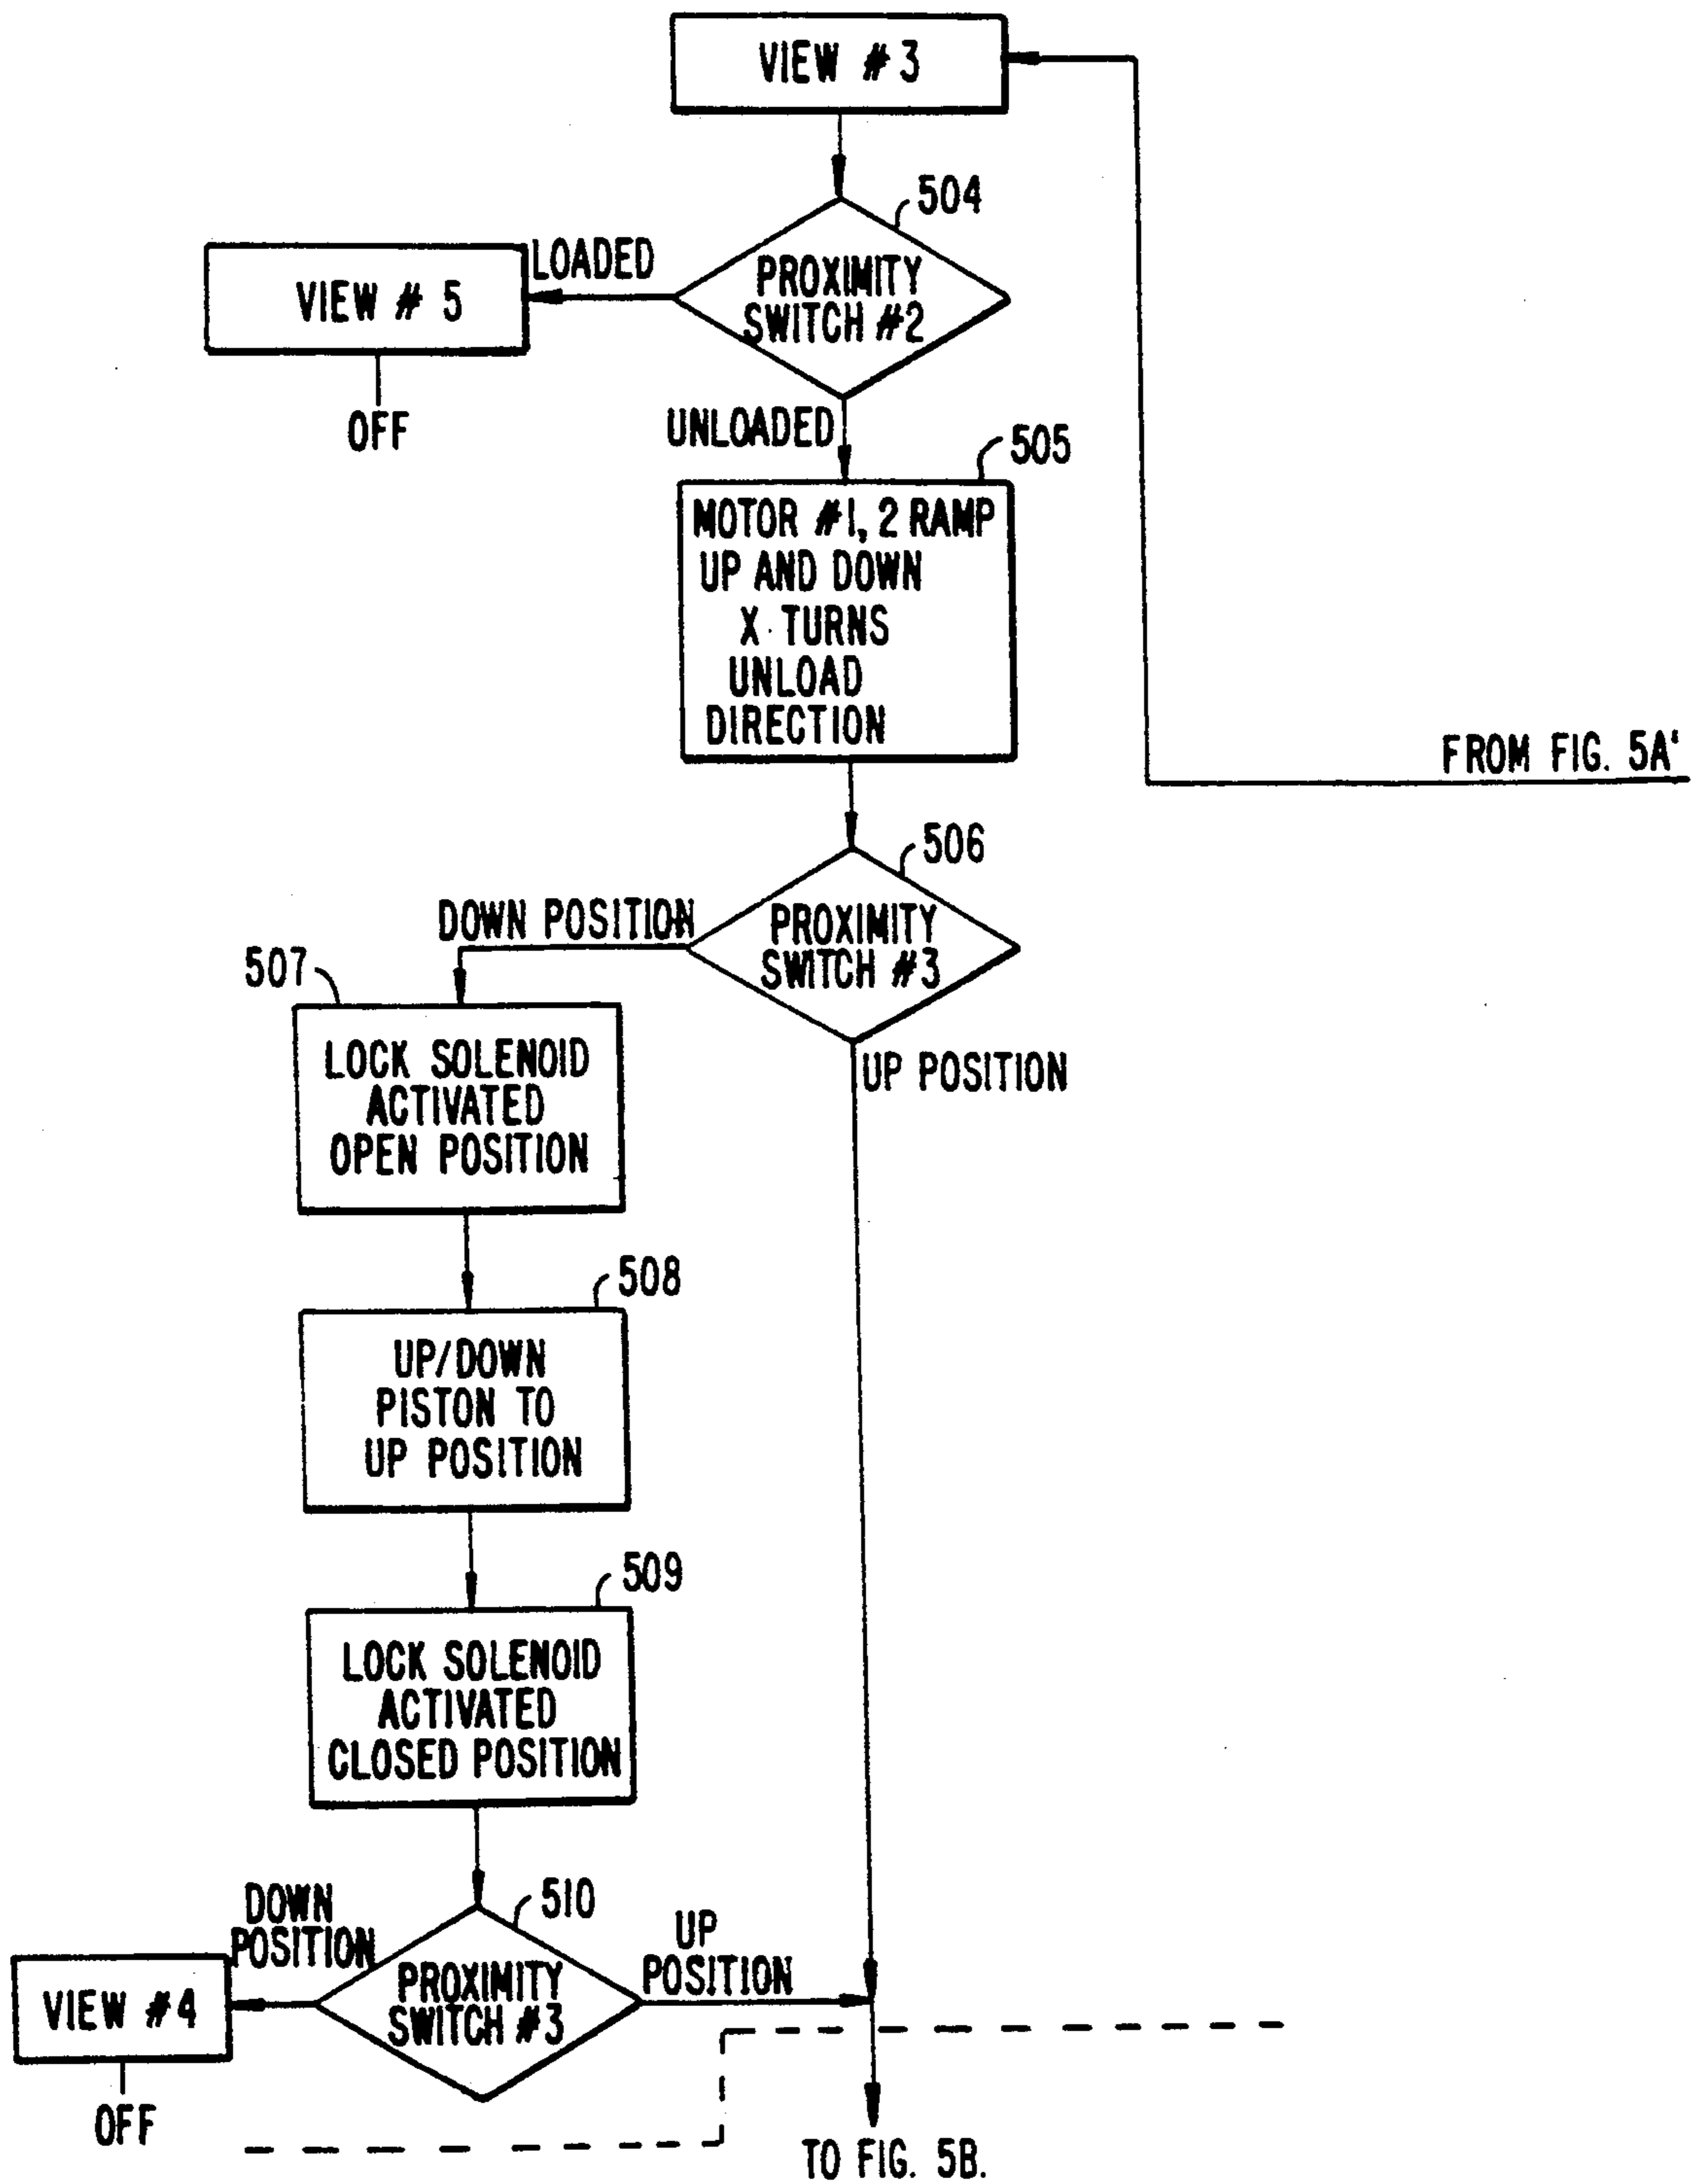 VIEW # 3
504
LOADED
PROXIMITY
SWITCH #2
VIEW # 5
OFF
UNLOADED
505
MOTOR #1, 2 RAMP
UP AND DOWN
X TURNS
UNLOAD
DIRECTION
FROM FIG. 5A'
506
DOWN POSITION
PROXIMITY
SWITCH #3
507
UP POSITION
LOCK SOLENOID
ACTIVATED
OPEN POSITION
508
UP/DOWN
PISTON TO
UP POSITION
509
LOCK SOLENOID
ACTIVATED
CLOSED POSITION
510
DOWN
POSITION
UP
POSITION
PROXIMITY
SWITCH #3
VIEW #4
OFF
TO FIG. 5B.